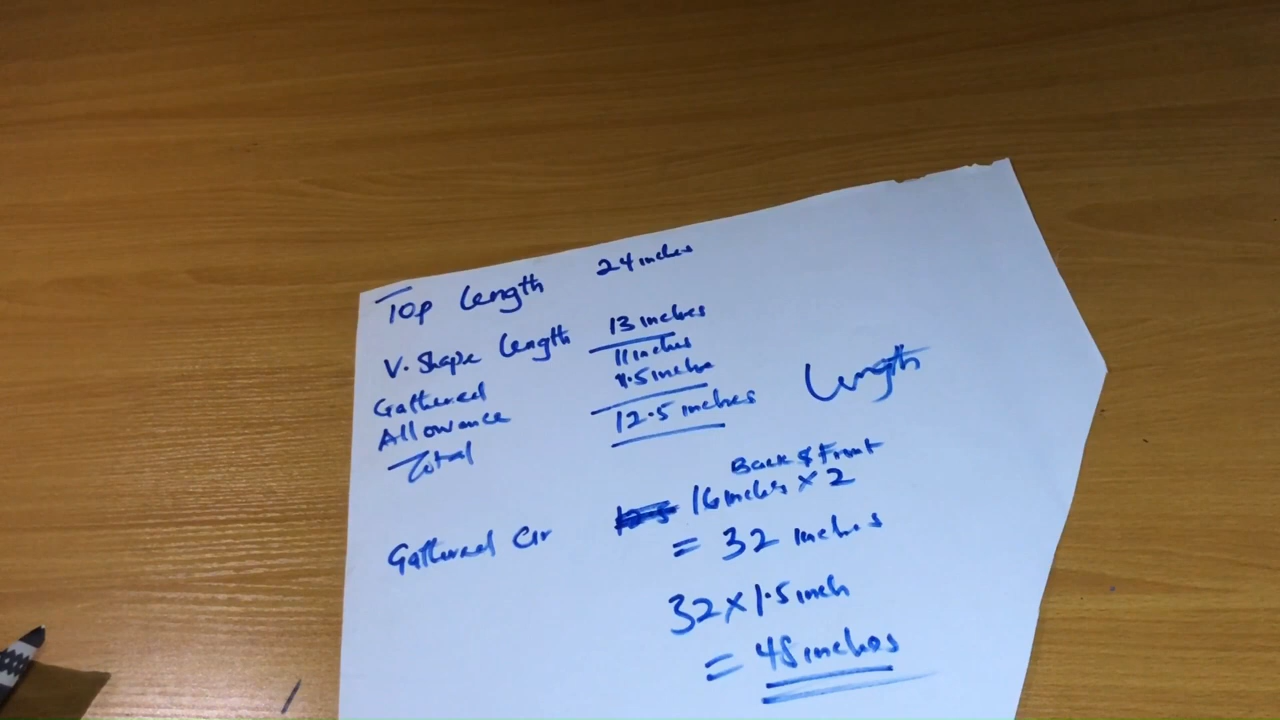 Top Length 24 inches
V. Shape Length 13 inches
Gathered 11 inches
Allowance 1.5 inches
Total 12.5 inches Length
Back & Front
Gathered Cir 16 inches × 2
= 32 inches
32 × 1.5 inch
= 48 inches